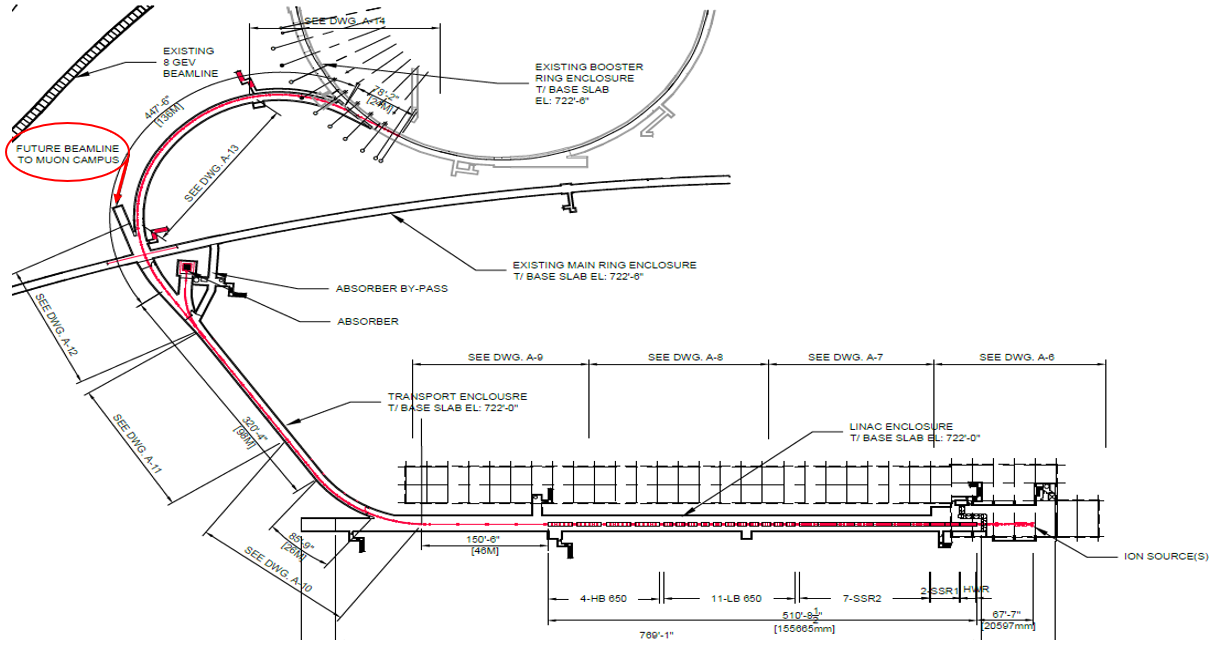 SEE DWG. A-14
EXISTING
8 GEV
BEAMLINE
EXISTING BOOSTER
RING ENCLOSURE
T/ BASE SLAB
EL: 722'-6"
78'-2"
[24M]
447'-6"
[136M]
FUTURE BEAMLINE
TO MUON CAMPUS
SEE DWG. A-13
EXISTING MAIN RING ENCLOSURE
T/ BASE SLAB EL: 722'-6"
ABSORBER BY-PASS
ABSORBER
SEE DWG. A-12
SEE DWG. A-9
SEE DWG. A-8
SEE DWG. A-7
SEE DWG. A-6
TRANSPORT ENCLOUSRE
T/ BASE SLAB EL: 722'-0"
SEE DWG. A-11
320'-4"
[98M]
LINAC ENCLOSURE
T/ BASE SLAB EL: 722'-0"
85'-9"
[26M]
SEE DWG. A-10
150'-6"
[46M]
ION SOURCE(S)
4-HB 650
11-LB 650
7-SSR2
2-SSR1
HWR
510'-8½"
[155665mm]
67'-7"
[20597mm]
769'-1"